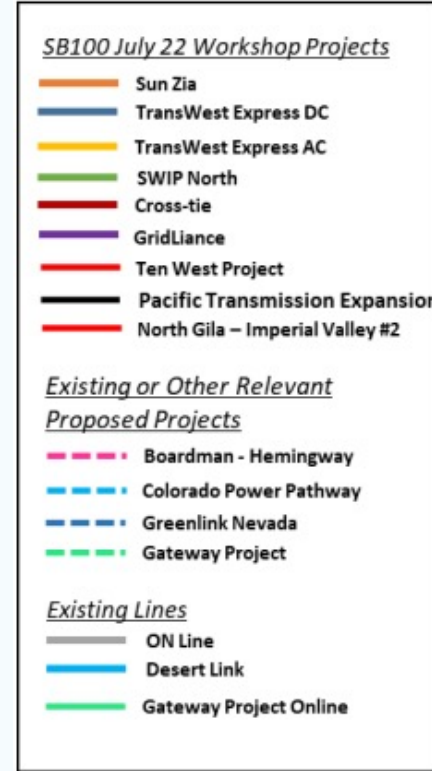 SB100 July 22 Workshop Projects
Sun Zia
TransWest Express DC
TransWest Express AC
SWIP North
Cross-tie
GridLiance
Ten West Project
Pacific Transmission Expansion
North Gila – Imperial Valley #2
Existing or Other Relevant
Proposed Projects
Boardman - Hemingway
Colorado Power Pathway
Greenlink Nevada
Gateway Project
Existing Lines
ON Line
Desert Link
Gateway Project Online